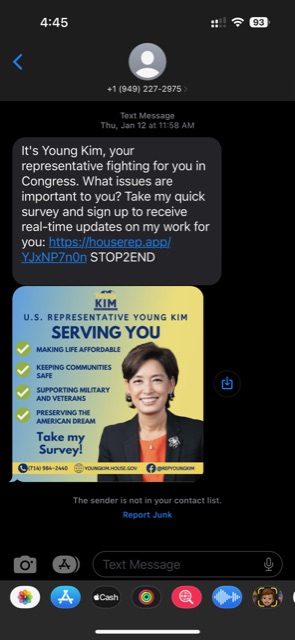 4:45
93
+1 (949) 227-2975
Text Message
Thu, Jan 12 at 11:58 AM
It's Young Kim, your
representative fighting for you in
Congress. What issues are
important to you? Take my quick
survey and sign up to receive
real-time updates on my work for
you: https://houserep.app/
YJxNP7n0n STOP2END
KIM
U.S. REPRESENTATIVE YOUNG KIM
SERVING YOU
MAKING LIFE AFFORDABLE
KEEPING COMMUNITIES
SAFE
SUPPORTING MILITARY
AND VETERANS
PRESERVING THE
AMERICAN DREAM
Take my
Survey!
(714) 984-2440
YOUNGKIM.HOUSE.GOV
@REPYOUNGKIM
The sender is not in your contact list.
Report Junk
Text Message
Cash